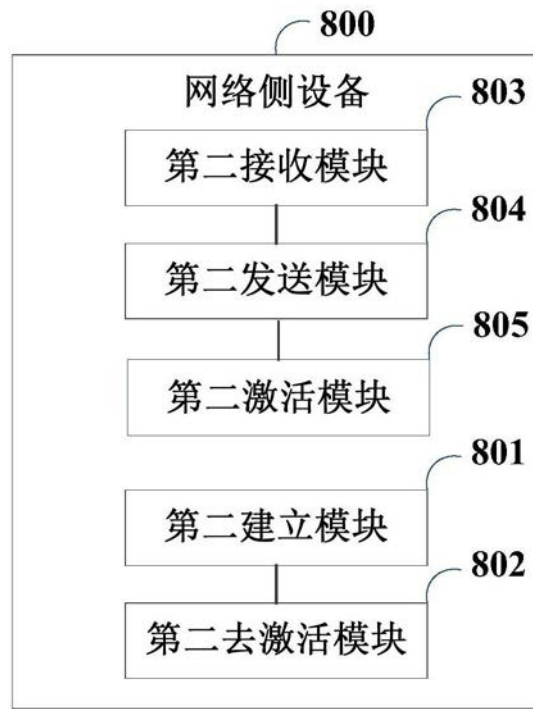 800
网络侧设备
803
第二接收模块
804
第二发送模块
805
第二激活模块
801
第二建立模块
802
第二去激活模块